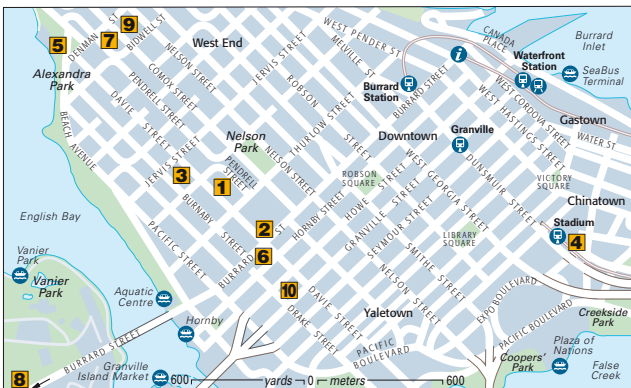 5
9
7
DENMAN ST
BIDWELL ST
West End
Alexandra
Park
NELSON STREET
COMOX STREET
PENDRELL STREET
DAVIE STREET
JERVIS STREET
ROBSON STREET
MELVILLE ST
WEST PENDER ST
THURLOW STREET
Burrard
Station
BURRARD STREET
i
CANADA
PLACE
Waterfront
Station
Burrard
Inlet
SeaBus
Terminal
WEST CORDOVA STREET
WEST HASTINGS STREET
Gastown
WATER ST
Downtown
Granville
DUNSMUIR STREET
VICTORY
SQUARE
Chinatown
Stadium
4
Nelson
Park
NELSON STREET
PENDRELL
STREET
JERVIS STREET
3
1
BEACH AVENUE
BURNABY STREET
PACIFIC STREET
2
6
BURRARD ST
HORNBY STREET
HOWE STREET
GRANVILLE STREET
SEYMOUR STREET
ROBSON
SQUARE
WEST GEORGIA STREET
LIBRARY
SQUARE
SMITHE STREET
NELSON STREET
10
DAVIE STREET
DRAKE STREET
Yaletown
PACIFIC
BOULEVARD
EXPO BOULEVARD
PACIFIC BOULEVARD
Creekside
Park
Coopers'
Park
Plaza of
Nations
False
Creek
English Bay
Vanier
Park
Vanier
Park
Aquatic
Centre
Hornby
BURRARD STREET
Granville
Island Market
8
600 yards 0 meters 600